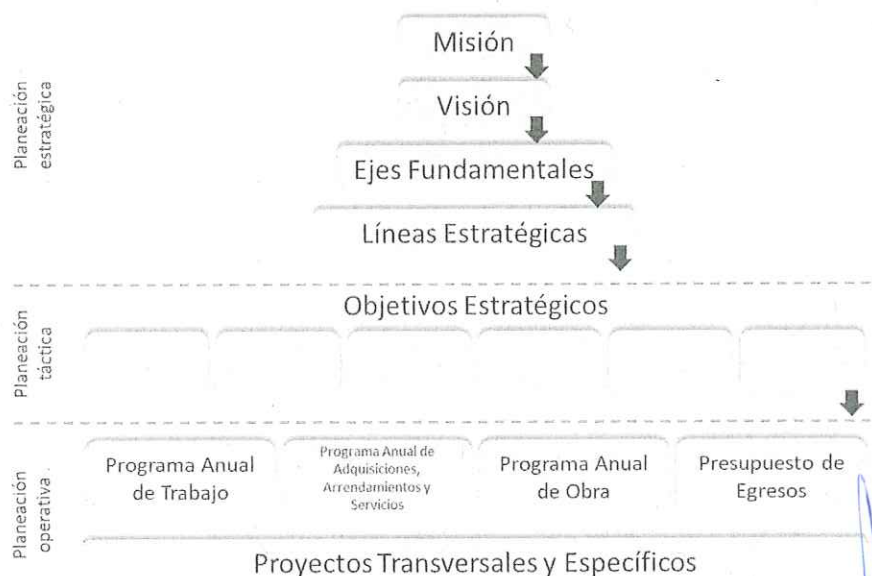 Planeación
estratégica
Misión
Visión
Ejes Fundamentales
Líneas Estratégicas
Planeación
táctica
Objetivos Estratégicos
Planeación
operativa
Programa Anual
de Trabajo
Programa Anual de
Adquisiciones,
Arrendamientos y
Servicios
Programa Anual
de Obra
Presupuesto de
Egresos
Proyectos Transversales y Específicos